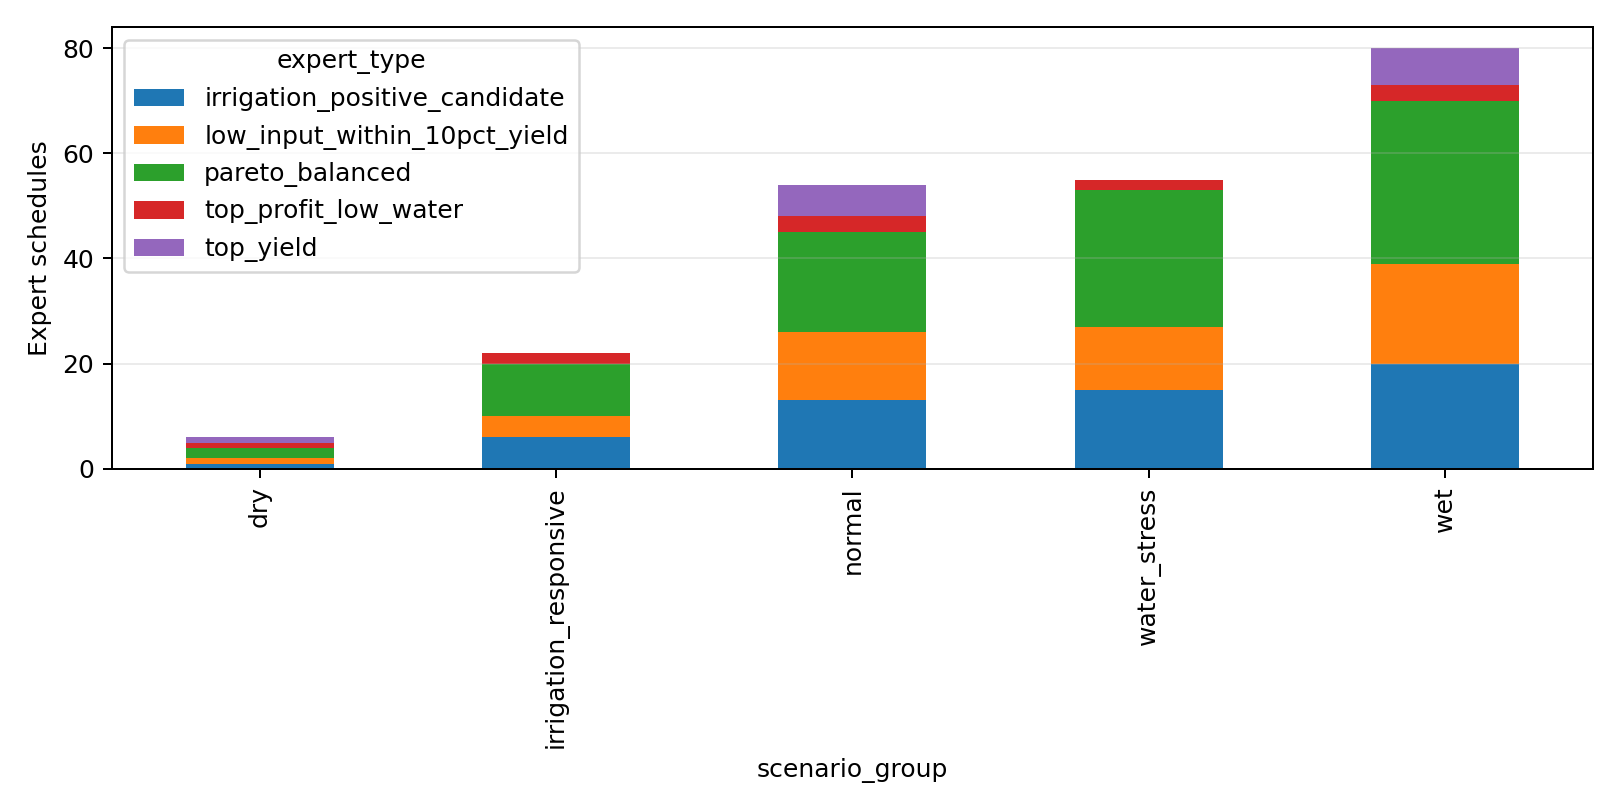 80
60
40
20
0
Expert schedules
expert_type
irrigation_positive_candidate
low_input_within_10pct_yield
pareto_balanced
top_profit_low_water
top_yield
dry
irrigation_responsive
normal
water_stress
wet
scenario_group